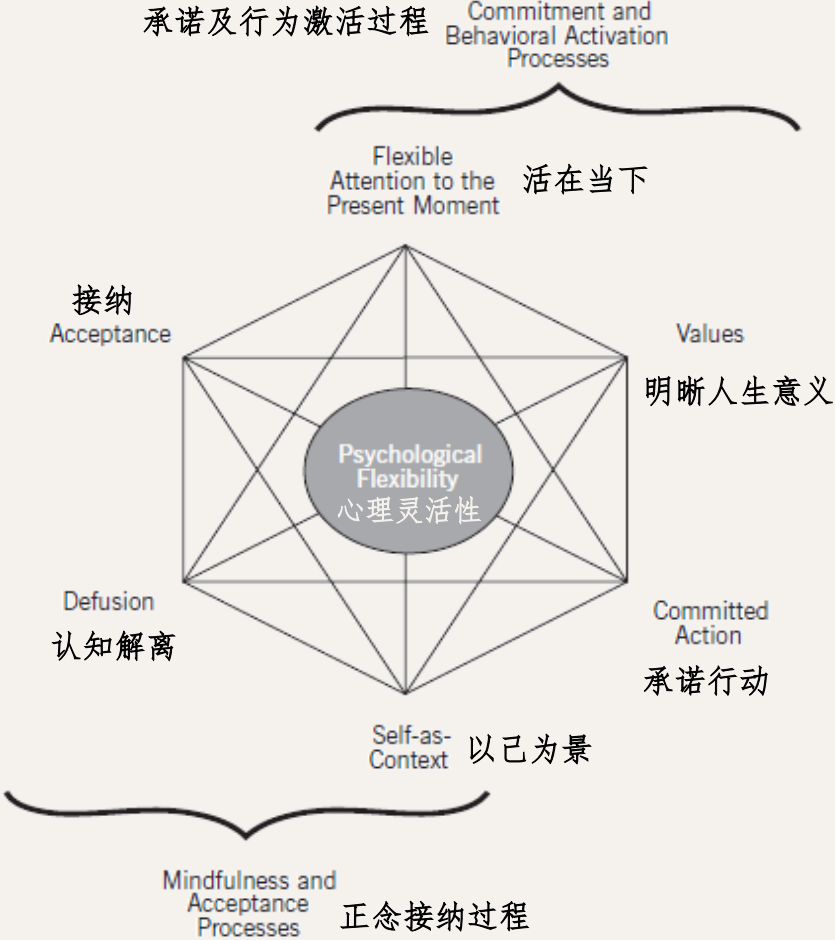 承诺及行为激活过程
Commitment and
Behavioral Activation
Processes
Flexible
Attention to the
Present Moment
活在当下
接纳
Acceptance
Values
明晰人生意义
Psychological
Flexibility
心理灵活性
Defusion
认知解离
Committed
Action
承诺行动
Self-as-
Context
以己为景
Mindfulness and
Acceptance
Processes
正念接纳过程